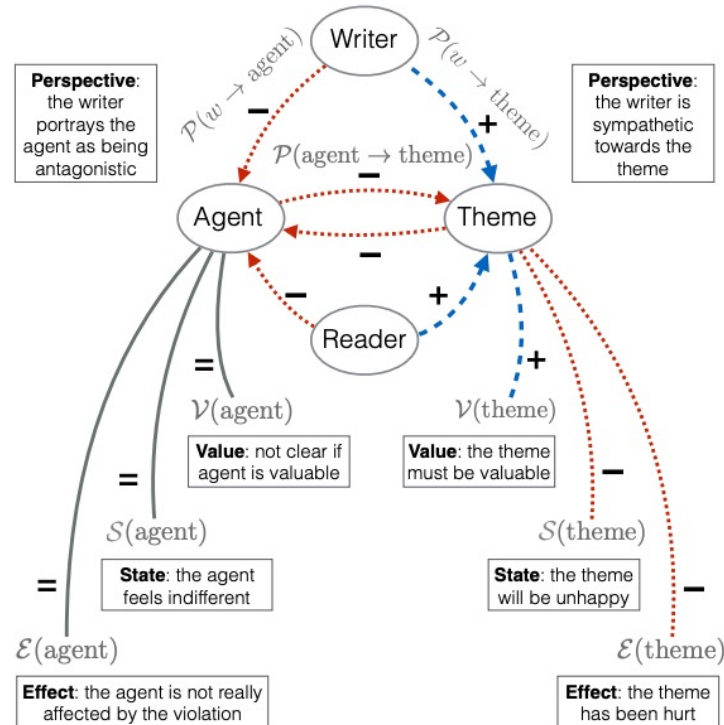 Writer
P(w → agent)
P(w → theme)
Perspective:
the writer
portrays the
agent as being
antagonistic
Perspective:
the writer is
sympathetic
towards the
theme
−
+
P(agent → theme)
−
Agent
Theme
−
−
+
Reader
=
+
V(agent)
V(theme)
Value: not clear if
agent is valuable
Value: the theme
must be valuable
=
−
S(agent)
S(theme)
State: the agent
feels indifferent
State: the theme
will be unhappy
=
−
E(agent)
E(theme)
Effect: the agent is not really
affected by the violation
Effect: the theme
has been hurt